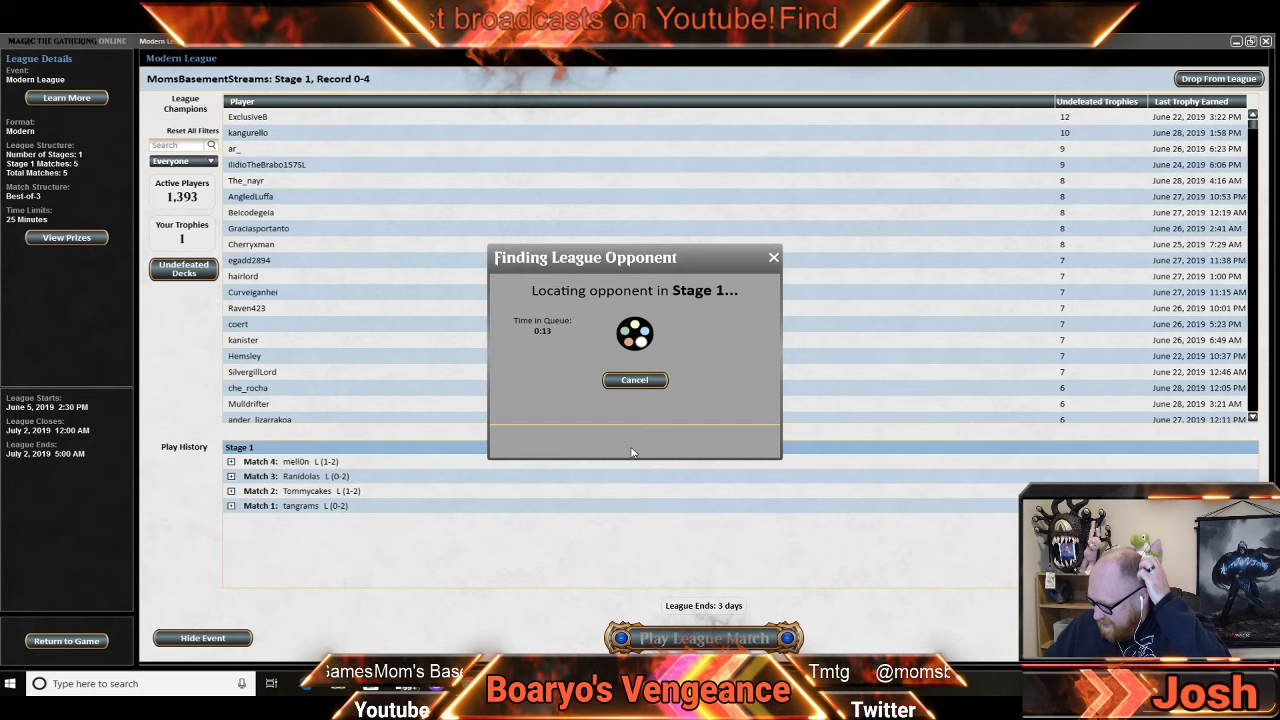 st broadcasts on Youtube!Find
MAGIC THE GATHERING ONLINE
Modern Le
League Details
Event:
Modern League
Learn More
Format:
Modern
League Structure:
Number of Stages: 1
Stage 1 Matches: 5
Total Matches: 5
Match Structure:
Best-of-3
Time Limits:
25 Minutes
View Prizes
League Starts:
June 5, 2019 2:30 PM
League Closes:
July 2, 2019 12:00 AM
League Ends:
July 2, 2019 5:00 AM
Return to Game
Modern League
MomsBasementStreams: Stage 1, Record 0-4
Drop From League
League
Champions
Reset All Filters
Search
Everyone
Active Players
1,393
Your Trophies
1
Undefeated
Decks
Player Undefeated Trophies Last Trophy Earned
ExclusiveB 12 June 22, 2019 3:22 PM
kangurello 10 June 28, 2019 1:58 PM
ar_ 9 June 26, 2019 6:23 PM
ilidioTheBrabo157SL 9 June 24, 2019 6:06 PM
The_nayr 8 June 28, 2019 4:16 AM
AngledLuffa 8 June 27, 2019 10:53 PM
Beicodegeia 8 June 27, 2019 12:19 AM
Graciasportanto 8 June 26, 2019 2:41 AM
Cherryxman 8 June 25, 2019 7:29 AM
egadd2894 7 June 27, 2019 11:38 PM
hairlord 7 June 27, 2019 1:00 PM
Curveiganhei 7 June 27, 2019 11:15 AM
Raven423 7 June 26, 2019 10:01 PM
coert 7 June 26, 2019 5:23 PM
kanister 7 June 26, 2019 6:49 AM
Hemsley 7 June 22, 2019 10:37 PM
SilvergillLord 7 June 22, 2019 12:46 AM
che_rocha 6 June 28, 2019 12:05 PM
Mulldrifter 6 June 28, 2019 3:21 AM
ander_lizarrakoa 6 June 27, 2019 12:11 PM
Finding League Opponent
Locating opponent in Stage 1...
Time in Queue:
0:13
Cancel
Play History
Stage 1
Match 4: mell0n L (1-2)
Match 3: Ranidolas L (0-2)
Match 2: Tommycakes L (1-2)
Match 1: tangrams L (0-2)
League Ends: 3 days
Hide Event
Play League Match
Type here to search
GamesMom's Bas
Youtube
Boaryo's Vengeance
Tmtg @momsb
Twitter
Josh